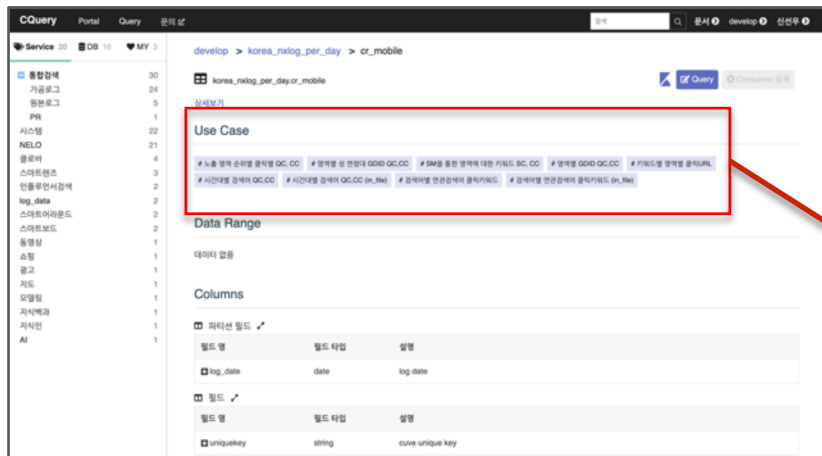 CQuery Portal Query 문의 검색 문서 develop 신선우
Service 20 DB 16 MY 3
통합검색 30
가공로그 24
원본로그 5
PR 1
시스템 22
NELO 21
클로바 4
스마트렌즈 3
인플루언서검색 2
log_data 2
스마트어라운드 2
스마트보드 2
동영상 1
쇼핑 1
광고 1
지도 1
모델링 1
지식백과 1
지식인 1
AI 1
develop > korea_nxlog_per_day > cr_mobile
korea_nxlog_per_day.cr_mobile Query Consumer 등록
상세보기
Use Case
# 노출 영역 순위별 클릭별 QC, CC # 영역별 성 연령대 GDID QC,CC # SM을 통한 영역에 대한 키워드 SC, CC # 영역별 GDID QC,CC # 키워드별 영역별 클릭URL
# 시간대별 검색어 QC,CC # 시간대별 검색어 QC,CC (in_file) # 검색어별 연관검색어 클릭키워드 # 검색어별 연관검색어 클릭키워드 (in_file)
Data Range
데이터 없음
Columns
파티션 필드
필드 명 필드 타입 설명
log_date date log date
필드
필드 명 필드 타입 설명
uniquekey string cuve unique key